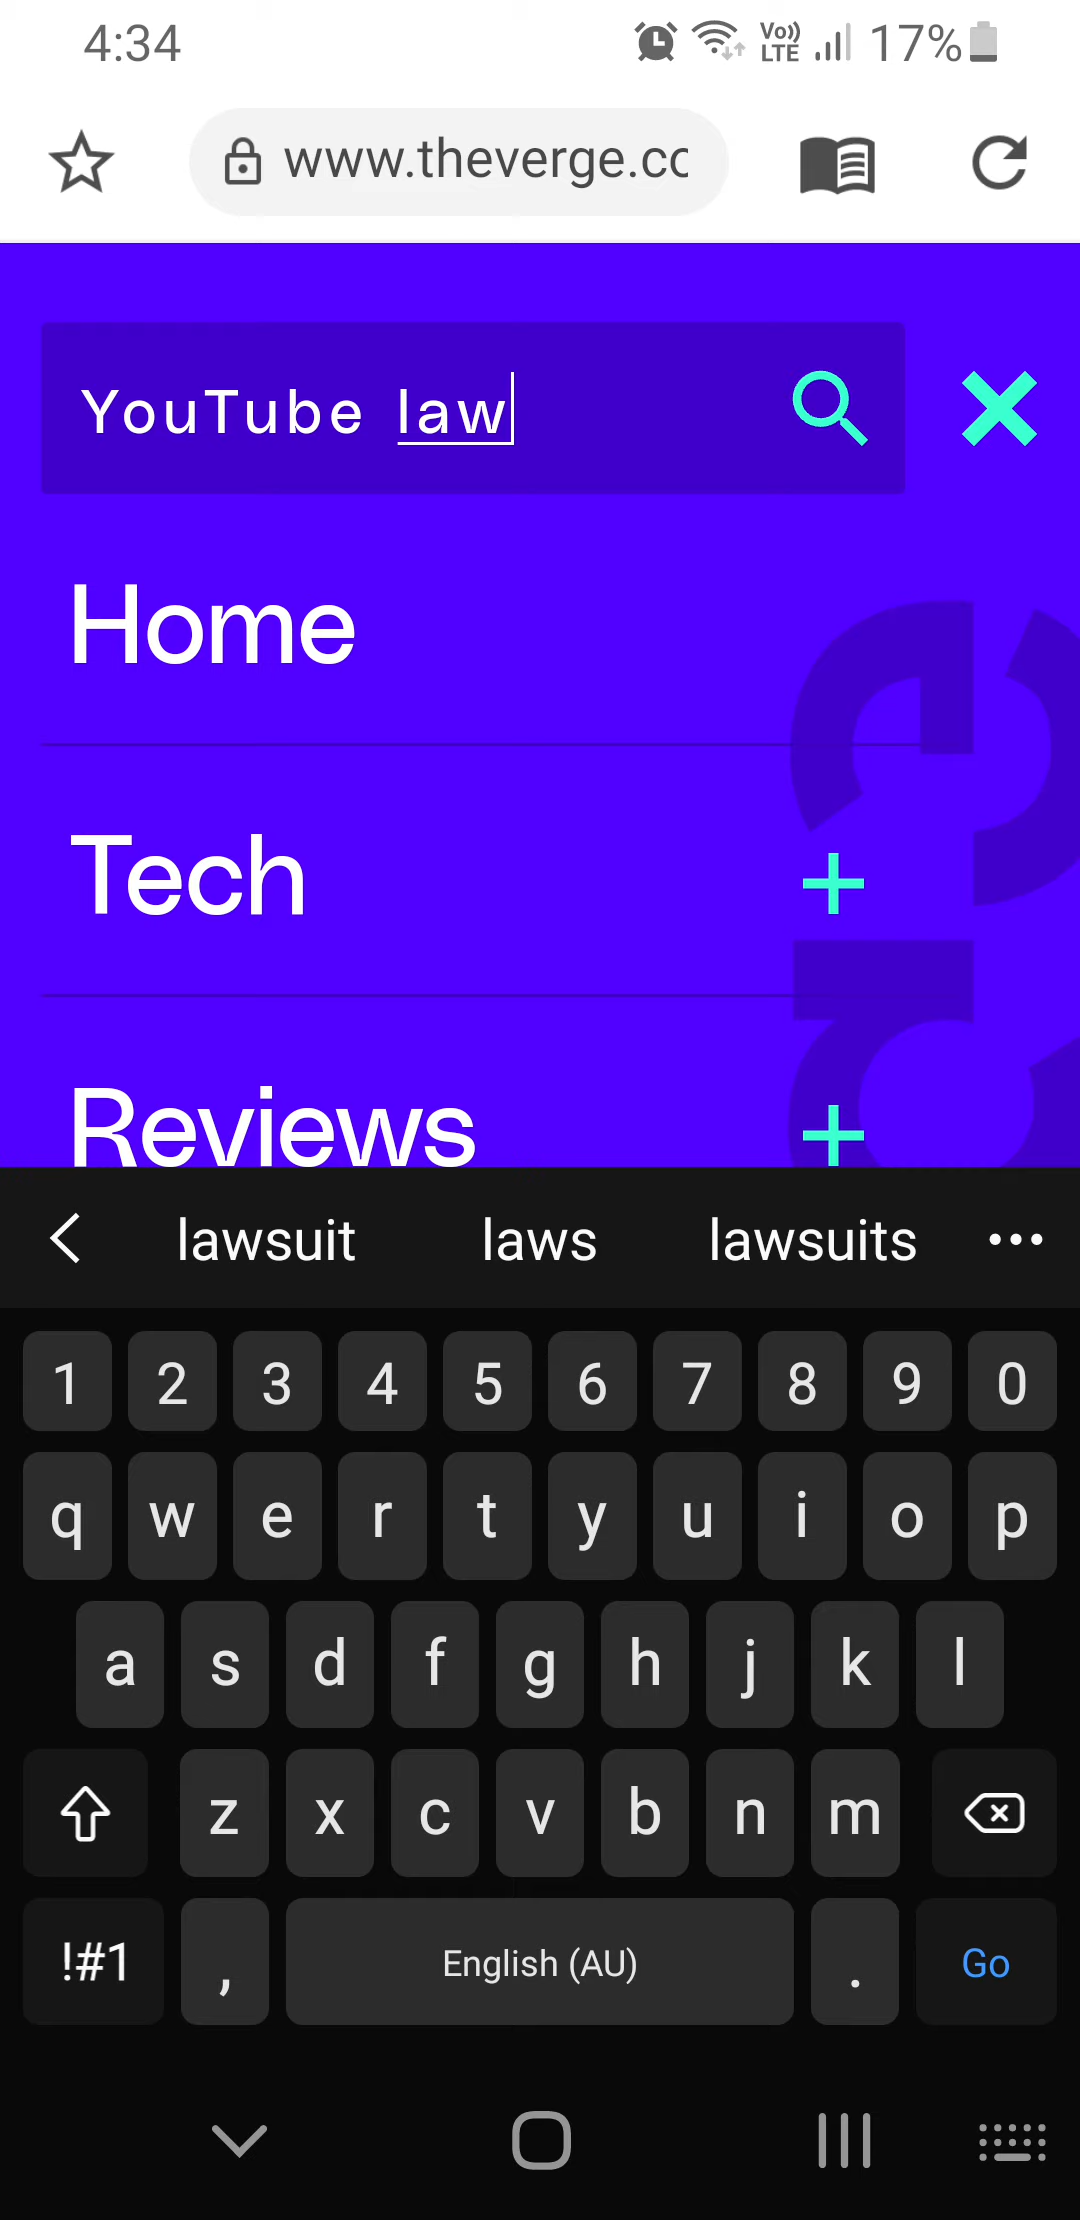 4:34 Vo)) LTE 17%
www.theverge.cc
YouTube law
Home
Tech +
Reviews +
lawsuit laws lawsuits ...
1 2 3 4 5 6 7 8 9 0
q w e r t y u i o p
a s d f g h j k l
z x c v b n m
!#1 , English (AU) . Go